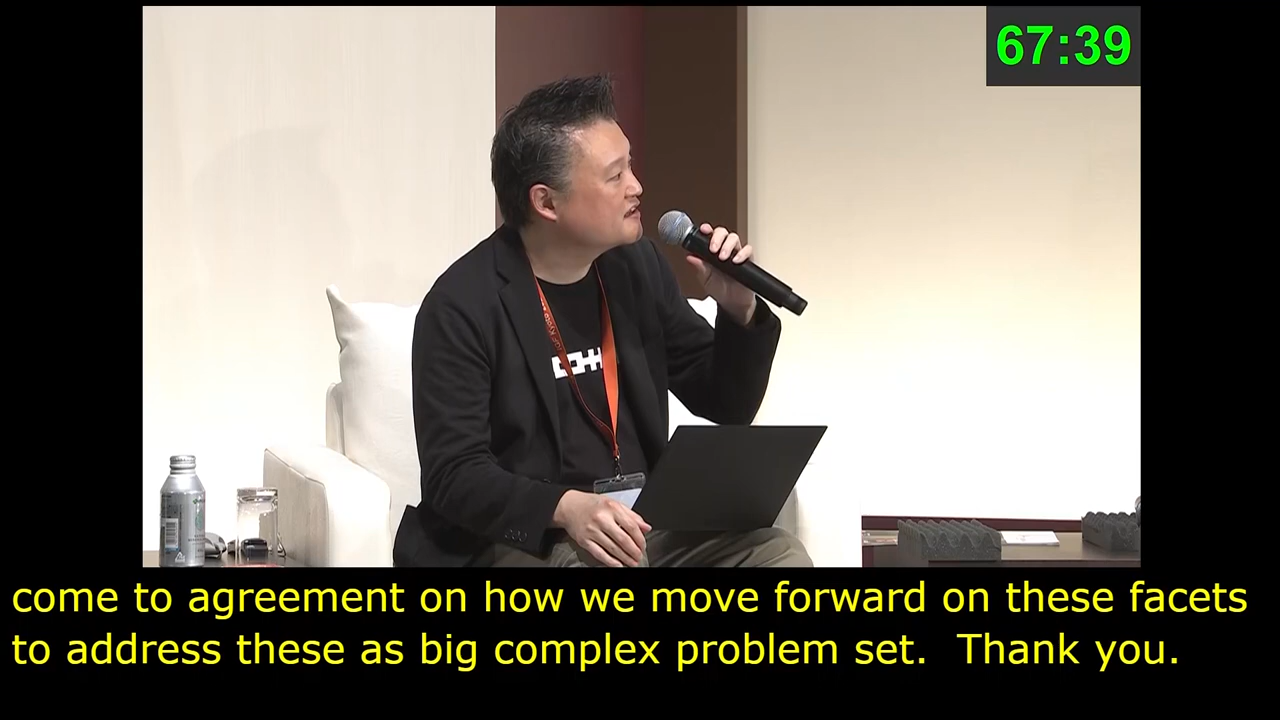 67:39
come to agreement on how we move forward on these facets
to address these as big complex problem set.  Thank you.